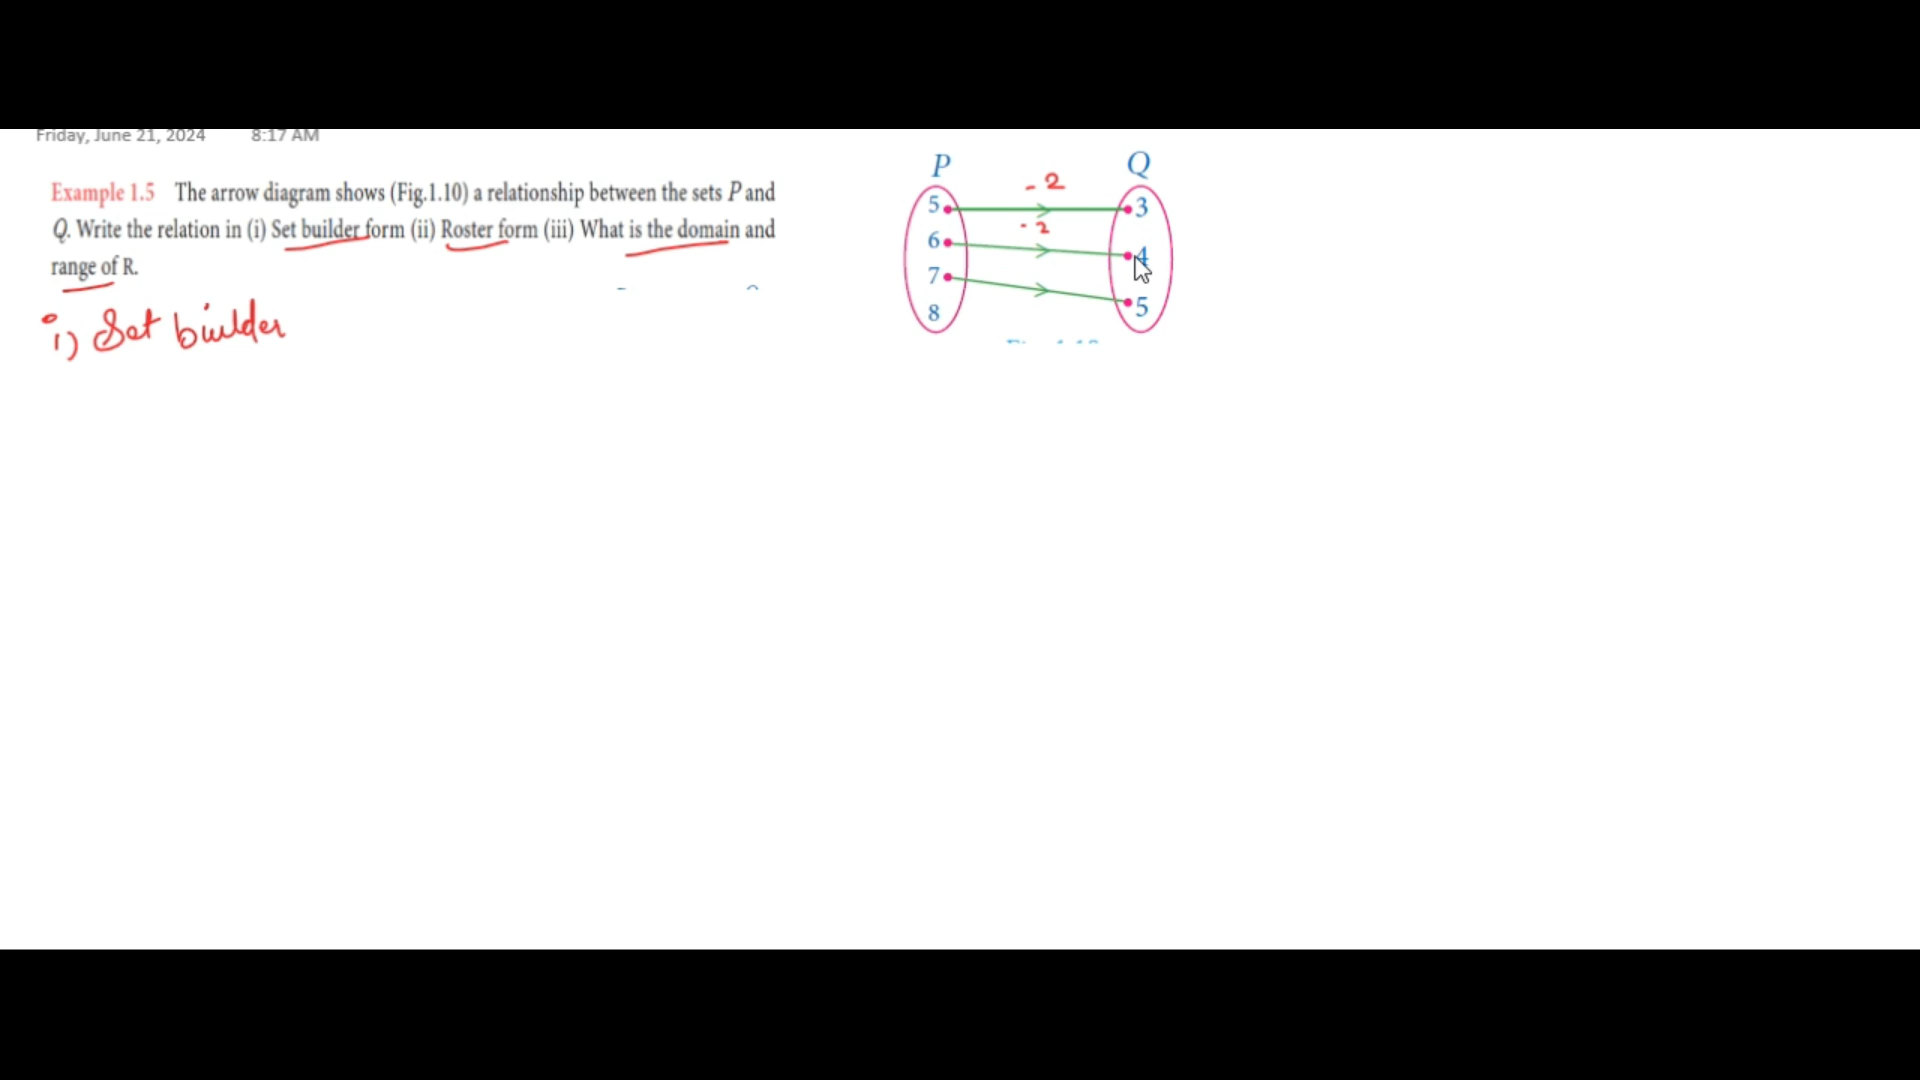 Friday, June 21, 2024 8:17 AM
Example 1.5 The arrow diagram shows (Fig.1.10) a relationship between the sets P and
Q. Write the relation in (i) Set builder form (ii) Roster form (iii) What is the domain and
range of R.
i) Set builder
P Q
- 2
5 3
- 2
6 4
7 5
8